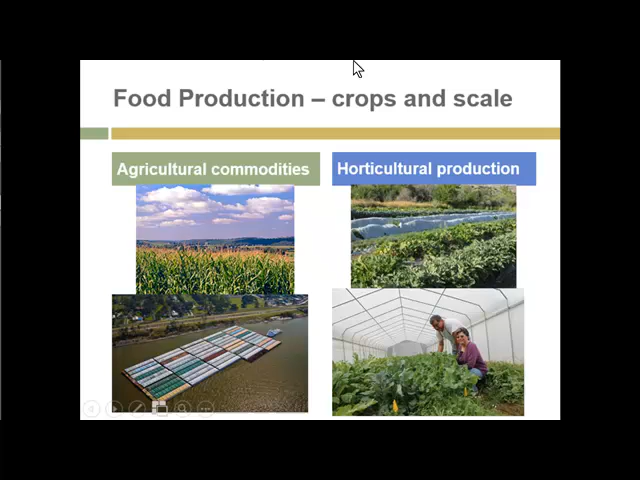 Food Production – crops and scale
Agricultural commodities
Horticultural production